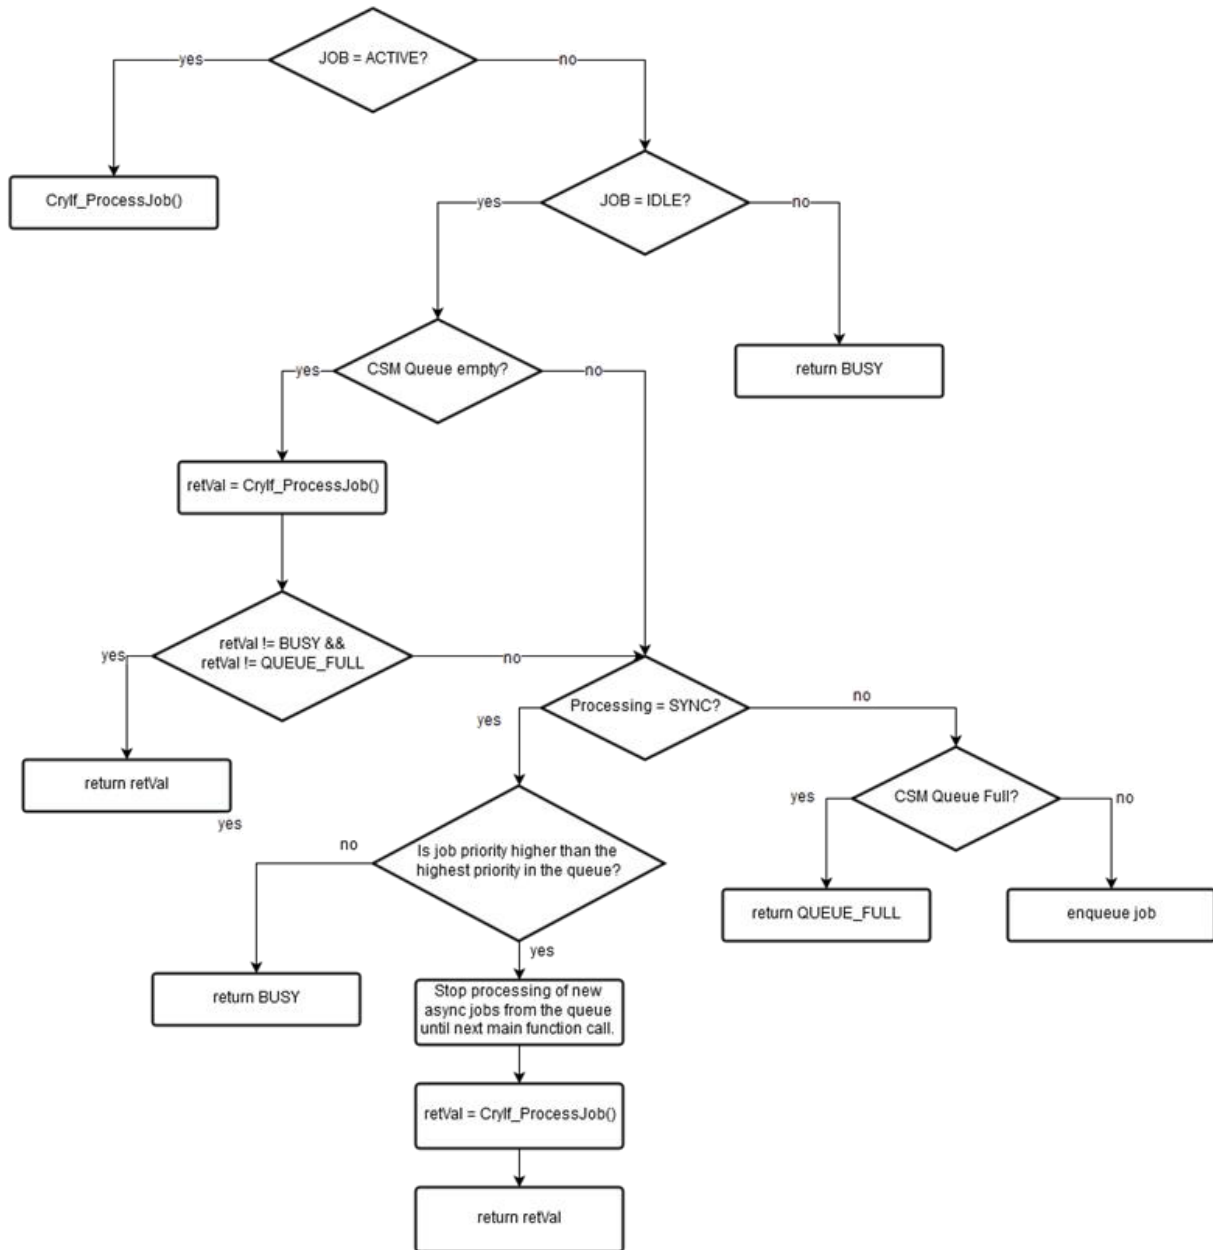 JOB = ACTIVE?
yes
no
CryIf_ProcessJob()
JOB = IDLE?
yes
no
CSM Queue empty?
yes
no
return BUSY
retVal = CryIf_ProcessJob()
retVal != BUSY &&
retVal != QUEUE_FULL
yes
no
Processing = SYNC?
yes
no
return retVal
yes
CSM Queue Full?
yes
no
Is job priority higher than the
highest priority in the queue?
no
yes
return QUEUE_FULL
enqueue job
return BUSY
Stop processing of new
async jobs from the queue
until next main function call.
retVal = CryIf_ProcessJob()
return retVal